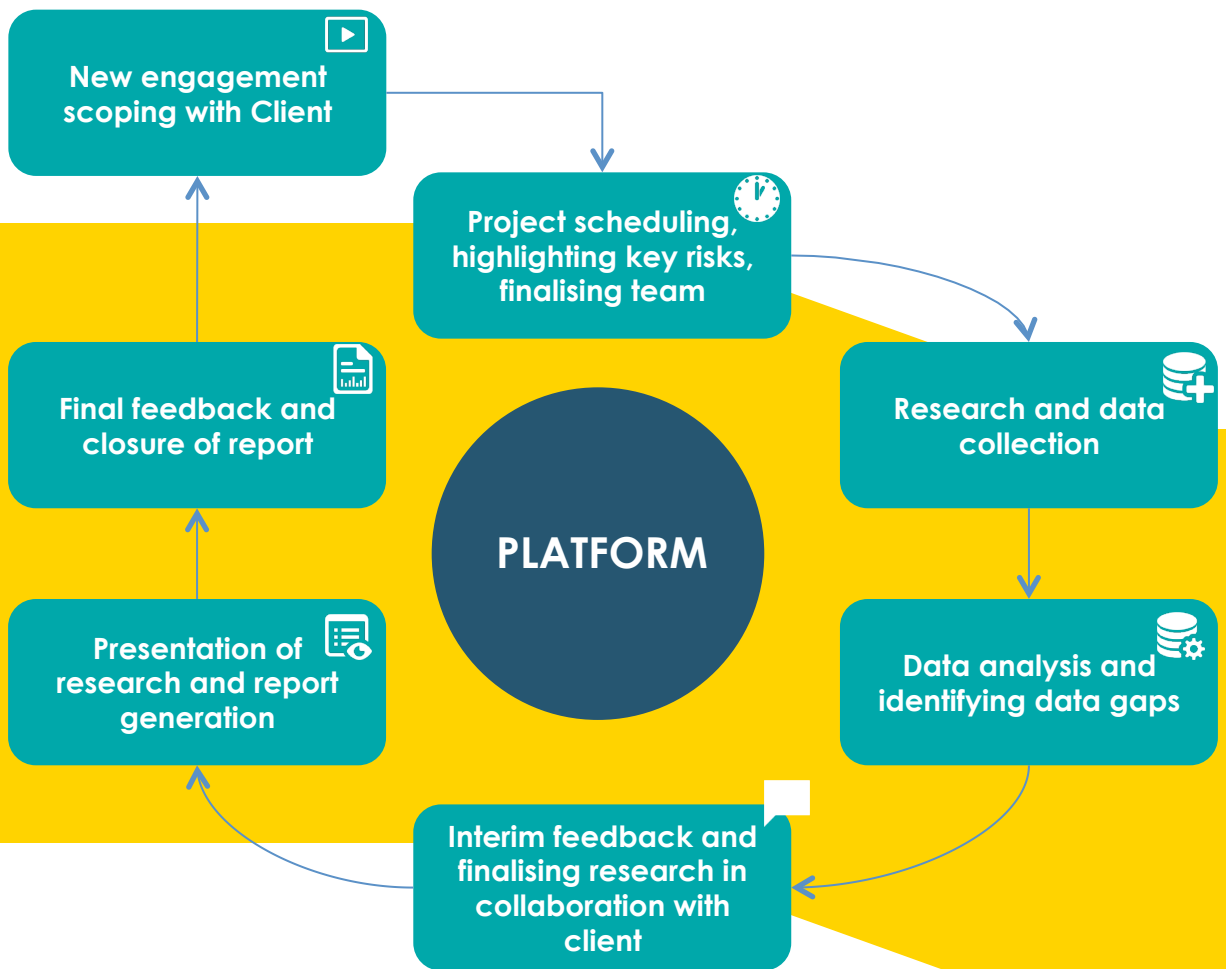 New engagement
scoping with Client
Project scheduling,
highlighting key risks,
finalising team
Research and data
collection
Data analysis and
identifying data gaps
Interim feedback and
finalising research in
collaboration with
client
Presentation of
research and report
generation
Final feedback and
closure of report
PLATFORM